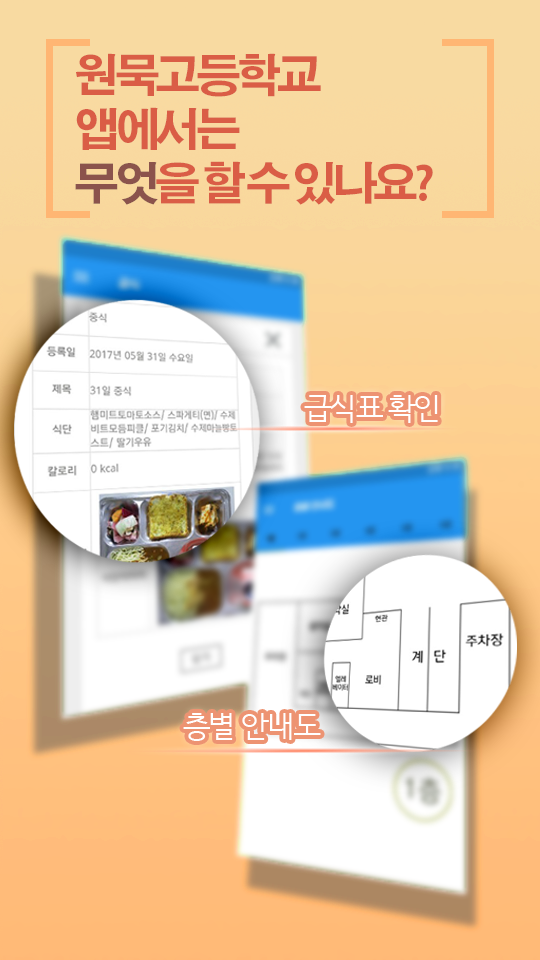 원묵고등학교
앱에서는
무엇을 할 수 있나요?
중식
등록일 2017년 05월 31일 수요일
제목 31일 중식
식단 햄미트토마토소스/ 스파게티(면)/ 수제
비트모듬피클/ 포기김치/ 수제마늘빵토
스트/ 딸기우유
칼로리 0 kcal
급식표 확인
현관
계 단
주차장
엘레
베이터
로비
층별 안내도
1층